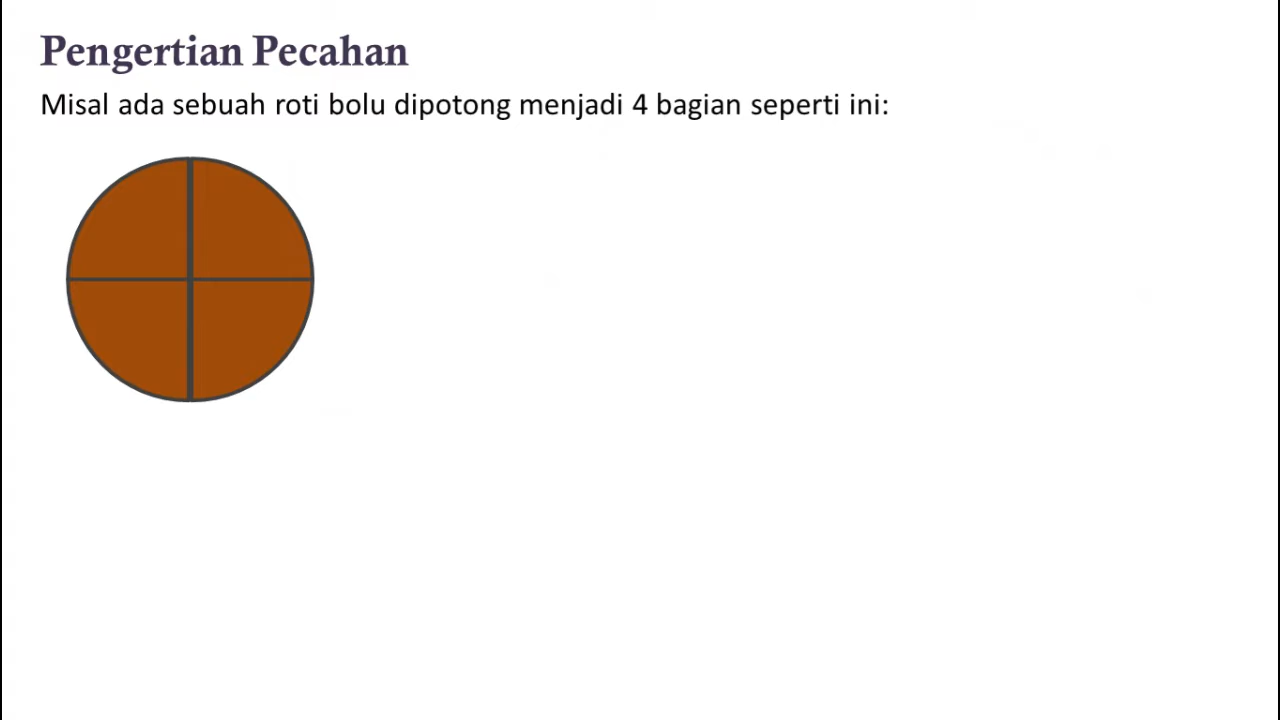 Pengertian Pecahan
Misal ada sebuah roti bolu dipotong menjadi 4 bagian seperti ini: